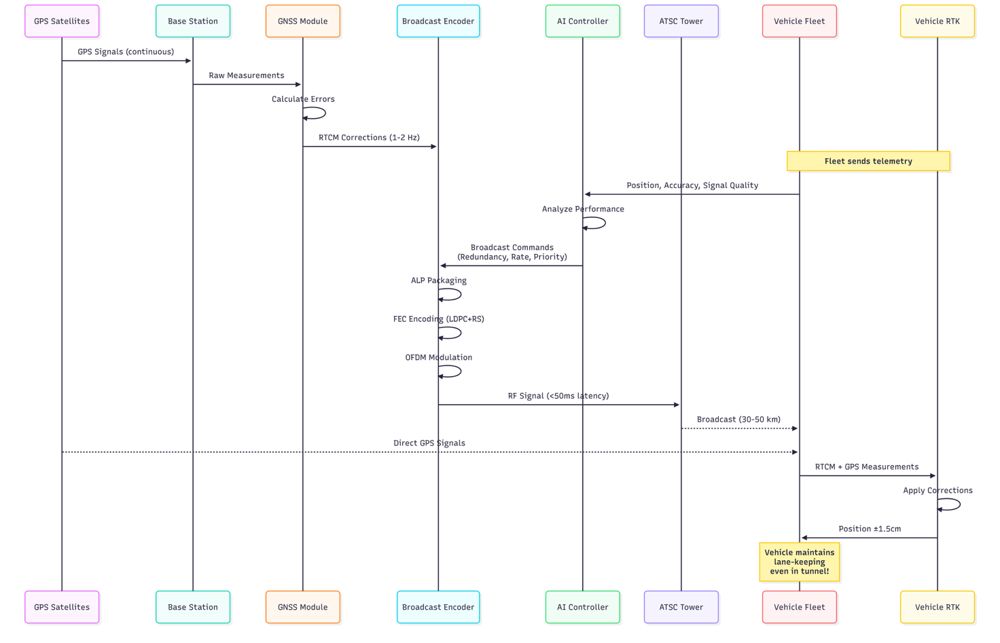 GPS Satellites
Base Station
GNSS Module
Broadcast Encoder
AI Controller
ATSC Tower
Vehicle Fleet
Vehicle RTK
GPS Signals (continuous)
Raw Measurements
Calculate Errors
RTCM Corrections (1-2 Hz)
Fleet sends telemetry
Position, Accuracy, Signal Quality
Analyze Performance
Broadcast Commands
(Redundancy, Rate, Priority)
ALP Packaging
FEC Encoding (LDPC+RS)
OFDM Modulation
RF Signal (<50ms latency)
Broadcast (30-50 km)
Direct GPS Signals
RTCM + GPS Measurements
Apply Corrections
Position ±1.5cm
Vehicle maintains
lane-keeping
even in tunnel!
GPS Satellites
Base Station
GNSS Module
Broadcast Encoder
AI Controller
ATSC Tower
Vehicle Fleet
Vehicle RTK